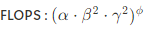 FLOPS : (α · β² · γ²)^ϕ